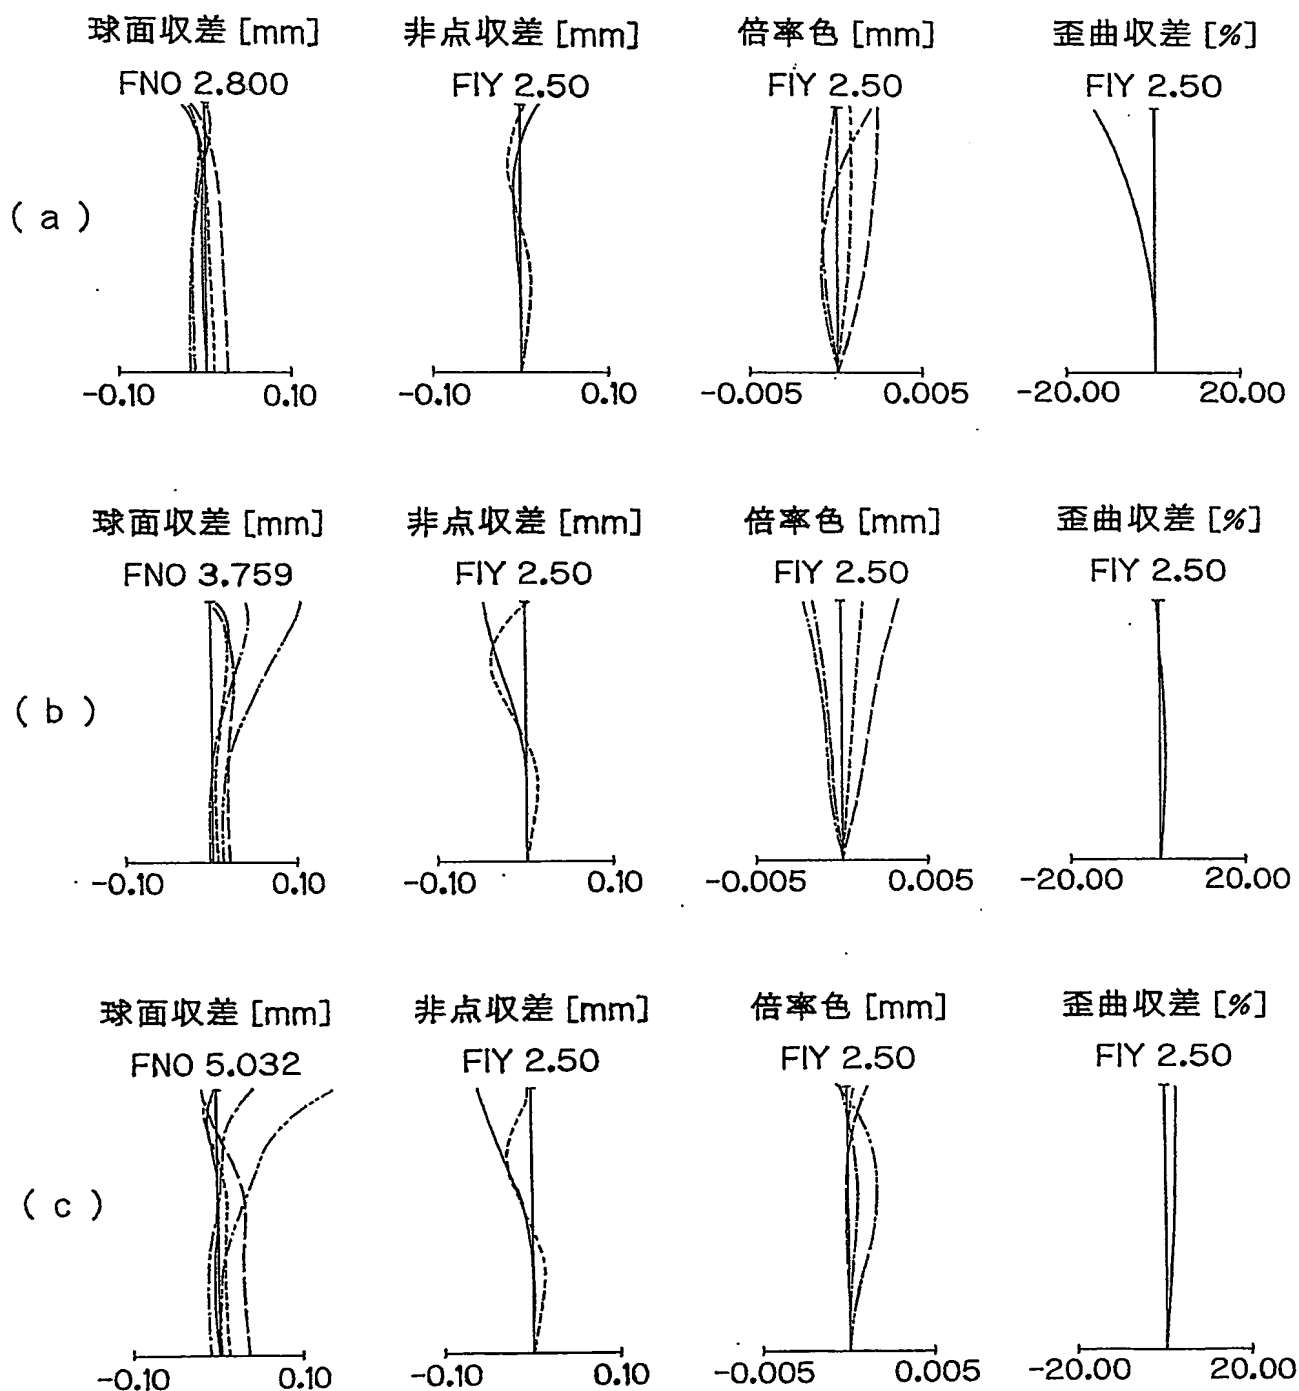 球面収差 [mm] 非点収差 [mm] 倍率色 [mm] 歪曲収差 [%]
FNO 2.800 FIY 2.50 FIY 2.50 FIY 2.50
(a)
-0.10 0.10 -0.10 0.10 -0.005 0.005 -20.00 20.00
球面収差 [mm] 非点収差 [mm] 倍率色 [mm] 歪曲収差 [%]
FNO 3.759 FIY 2.50 FIY 2.50 FIY 2.50
(b)
-0.10 0.10 -0.10 0.10 -0.005 0.005 -20.00 20.00
球面収差 [mm] 非点収差 [mm] 倍率色 [mm] 歪曲収差 [%]
FNO 5.032 FIY 2.50 FIY 2.50 FIY 2.50
(c)
-0.10 0.10 -0.10 0.10 -0.005 0.005 -20.00 20.00